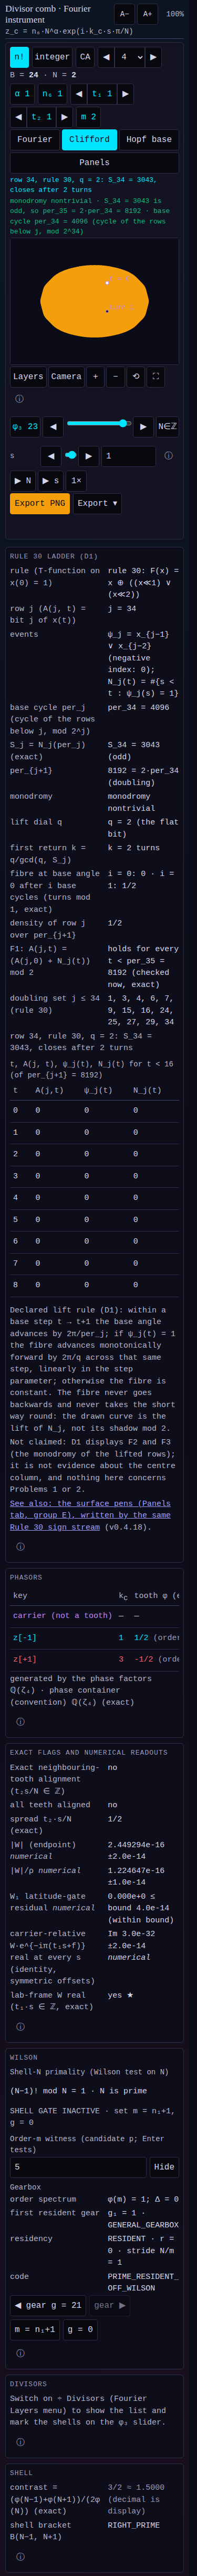 Divisor comb · Fourier
instrument
A− A+ 100%
z_c = n₀·N^α·exp(i·k_c·s·π/N)
n! integer CA ◀ 4 ▶
B = 24 · N = 2
α 1 n₀ 1 ◀ t₁ 1 ▶
◀ t₂ 1 ▶ m 2
Fourier Clifford Hopf base
Panels
row 34, rule 30, q = 2: S_34 = 3043,
closes after 2 turns
monodromy nontrivial · S_34 = 3043 is
odd, so per_35 = 2·per_34 = 8192 · base
cycle per_34 = 4096 (cycle of the rows
below j, mod 2^34)
Layers Camera + − ⟲ ⛶
ⓘ
φ₃ 23 ◀ ▶ N∈ℤ
s ◀ ▶ 1 ⓘ
▶ N ▶ s 1×
Export PNG Export ▾
RULE 30 LADDER (D1)
rule (T-function on rule 30: F(x) =
x(0) = 1) x ⊕ ((x≪1) ∨
(x≪2))
row j (A(j, t) = j = 34
bit j of x(t))
events ψ_j = x_{j−1}
∨ x_{j−2}
(negative
index: 0);
N_j(t) = #{s <
t : ψ_j(s) = 1}
base cycle per_j per_34 = 4096
(cycle of the rows
below j, mod 2^j)
S_j = N_j(per_j) S_34 = 3043
(exact) (odd)
per_{j+1} 8192 = 2·per_34
(doubling)
monodromy monodromy
nontrivial
lift dial q q = 2 (the flat
bit)
first return k = k = 2 turns
q/gcd(q, S_j)
fibre at base angle i = 0: 0 · i =
0 after i base 1: 1/2
cycles (turns mod
1, exact)
density of row j 1/2
over per_{j+1}
F1: A(j,t) = holds for every
(A(j,0) + N_j(t)) t < per_35 =
mod 2 8192 (checked
now, exact)
doubling set j ≤ 34 1, 3, 4, 6, 7,
(rule 30) 9, 15, 16, 24,
25, 27, 29, 34
row 34, rule 30, q = 2: S_34 =
3043, closes after 2 turns
t, A(j, t), ψ_j(t), N_j(t) for t < 16
(of per_{j+1} = 8192)
t A(j,t) ψ_j(t) N_j(t)
0 0 0 0
1 0 0 0
2 0 0 0
3 0 0 0
4 0 0 0
5 0 0 0
6 0 0 0
7 0 0 0
8 0 0 0
Declared lift rule (D1): within a
base step t → t+1 the base angle
advances by 2π/per_j; if ψ_j(t) = 1
the fibre advances monotonically
forward by 2π/q across that same
step, linearly in the step
parameter; otherwise the fibre is
constant. The fibre never goes
backwards and never takes the short
way round: the drawn curve is the
lift of N_j, not its shadow mod 2.
Not claimed: D1 displays F2 and F3
(the monodromy of the lifted rows);
it is not evidence about the centre
column, and nothing here concerns
Problems 1 or 2.
See also: the surface pens (Panels
tab, group E), written by the same
Rule 30 sign stream (v0.4.18).
ⓘ
PHASORS
key k_C tooth φ (e
carrier (not a tooth) — —
z[-1] 1 1/2 (order
z[+1] 3 -1/2 (order
generated by the phase factors
ℚ(ζ₄) · phase container
(convention) ℚ(ζ₄) (exact)
ⓘ
EXACT FLAGS AND NUMERICAL READOUTS
Exact neighbouring- no
tooth alignment
(t₂s/N ∈ ℤ)
all teeth aligned no
spread t₂·s/N 1/2
(exact)
|W| (endpoint) 2.449294e-16
numerical ±2.0e-14
|W|/ρ numerical 1.224647e-16
±1.0e-14
W₁ latitude-gate 0.000e+0 ≤
residual numerical bound 4.0e-14
(within bound)
carrier-relative Im 3.0e-32
W·e^{−iπ(t₁s+f)} ±2.0e-14
real at every s numerical
(identity,
symmetric offsets)
lab-frame W real yes ★
(t₁·s ∈ ℤ, exact)
ⓘ
WILSON
Shell-N primality (Wilson test on N)
(N−1)! mod N = 1 · N is prime
SHELL GATE INACTIVE · set m = n₁+1,
g = 0
Order-m witness (candidate p; Enter
tests)
5 Hide
Gearbox
order spectrum φ(m) = 1; Δ = 0
first resident gear g₁ = 1 ·
GENERAL_GEARBOX
residency RESIDENT · r =
0 · stride N/m
= 1
code PRIME_RESIDENT_
OFF_WILSON
◀ gear g = 21 gear ▶
m = n₁+1 g = 0
ⓘ
DIVISORS
Switch on ÷ Divisors (Fourier
Layers menu) to show the list and
mark the shells on the φ₃ slider.
ⓘ
SHELL
contrast = 3/2 ≈ 1.5000
(φ(N−1)+φ(N+1))/(2φ (decimal is
(N)) (exact) display)
shell bracket RIGHT_PRIME
B(N−1, N+1)
ⓘ